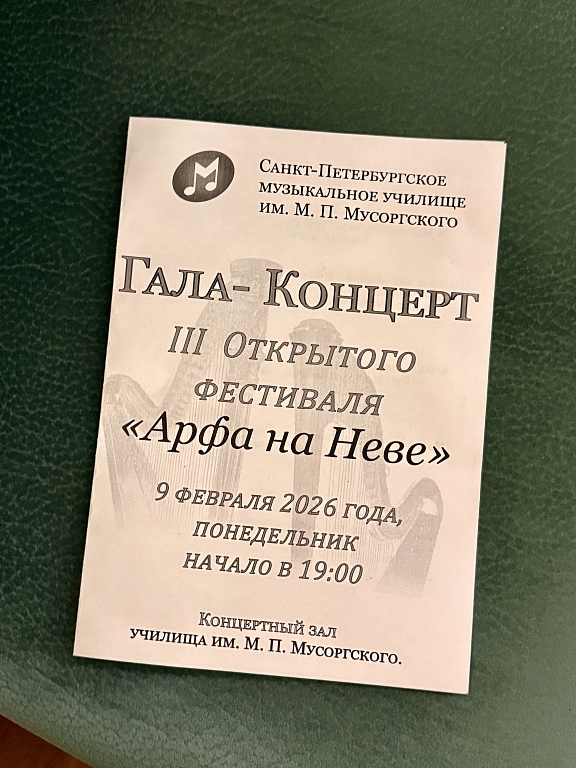 Санкт-Петербургское
музыкальное училище
им. М. П. Мусоргского
Гала- Концерт
III Открытого
фестиваля
«Арфа на Неве»
9 февраля 2026 года,
понедельник
начало в 19:00
Концертный зал
училища им. М. П. Мусоргского.